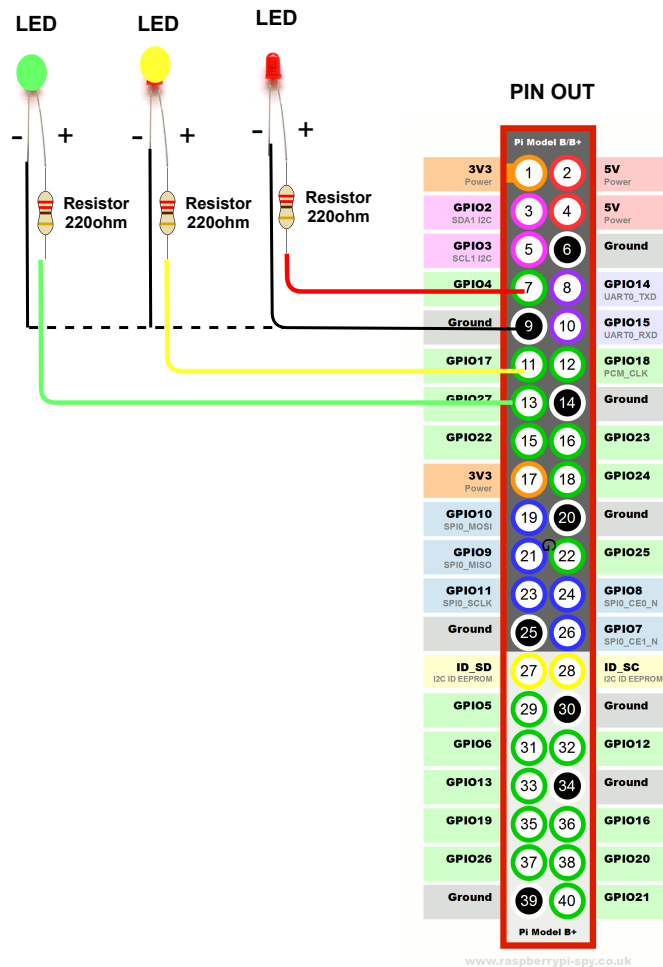 LED
LED
LED
-
+
-
+
-
+
Resistor
220ohm
Resistor
220ohm
Resistor
220ohm
PIN OUT
Pi Model B/B+
3V3
Power
1
2
5V
Power
GPIO2
SDA1 I2C
3
4
5V
Power
GPIO3
SCL1 I2C
5
6
Ground
GPIO4
7
8
GPIO14
UART0_TXD
Ground
9
10
GPIO15
UART0_RXD
GPIO17
11
12
GPIO18
PCM_CLK
GPIO27
13
14
Ground
GPIO22
15
16
GPIO23
3V3
Power
17
18
GPIO24
GPIO10
SPI0_MOSI
19
20
Ground
G
GPIO9
SPI0_MISO
21
22
GPIO25
GPIO11
SPI0_SCLK
23
24
GPIO8
SPI0_CE0_N
Ground
25
26
GPIO7
SPI0_CE1_N
ID_SD
I2C ID EEPROM
27
28
ID_SC
I2C ID EEPROM
GPIO5
29
30
Ground
GPIO6
31
32
GPIO12
GPIO13
33
34
Ground
GPIO19
35
36
GPIO16
GPIO26
37
38
GPIO20
Ground
39
40
GPIO21
Pi Model B+
www.raspberrypi-spy.co.uk